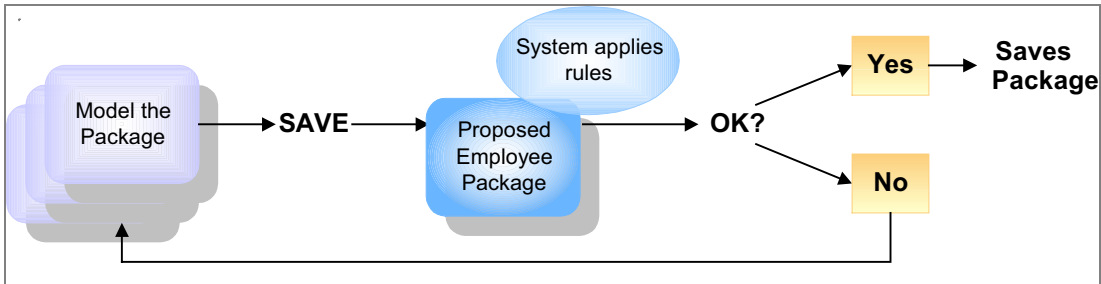 Model the
Package
SAVE
System applies
rules
Proposed
Employee
Package
OK?
Yes
Saves
Package
No